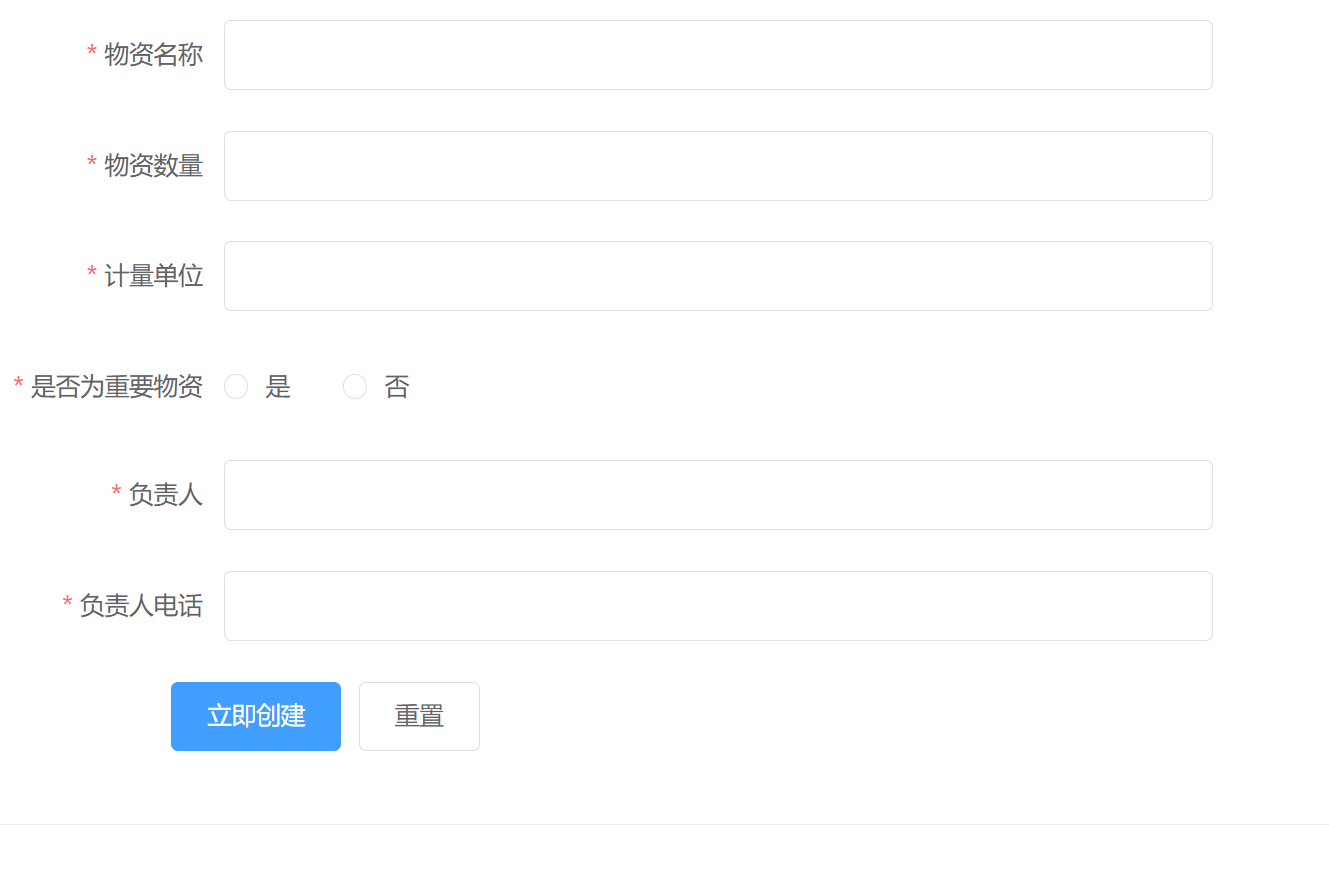 * 物资名称
* 物资数量
* 计量单位
* 是否为重要物资 是 否
* 负责人
* 负责人电话
立即创建 重置